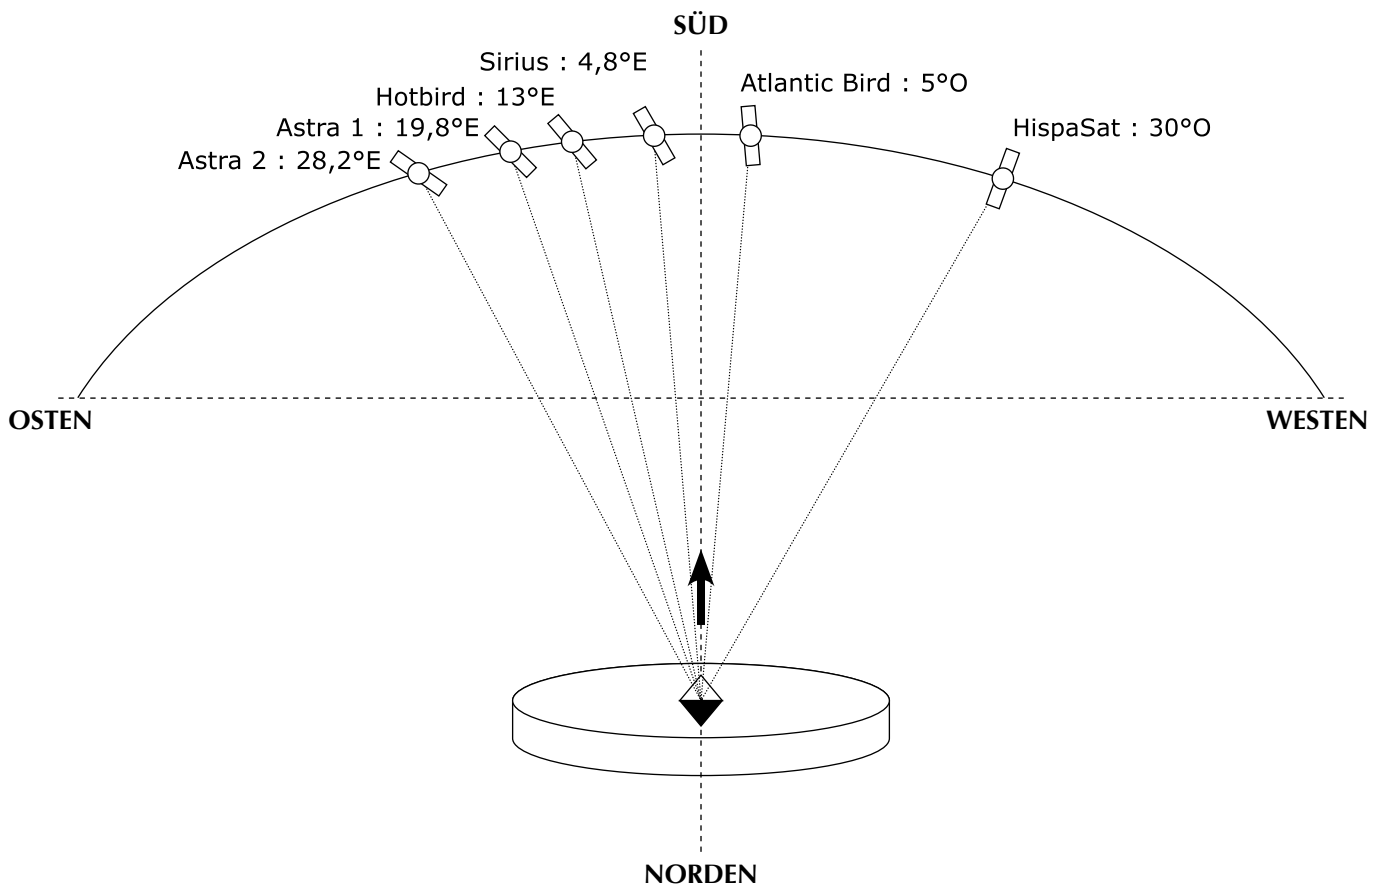 SÜD
Sirius : 4,8°E
Atlantic Bird : 5°O
Hotbird : 13°E
Astra 1 : 19,8°E
HispaSat : 30°O
Astra 2 : 28,2°E
OSTEN
WESTEN
NORDEN